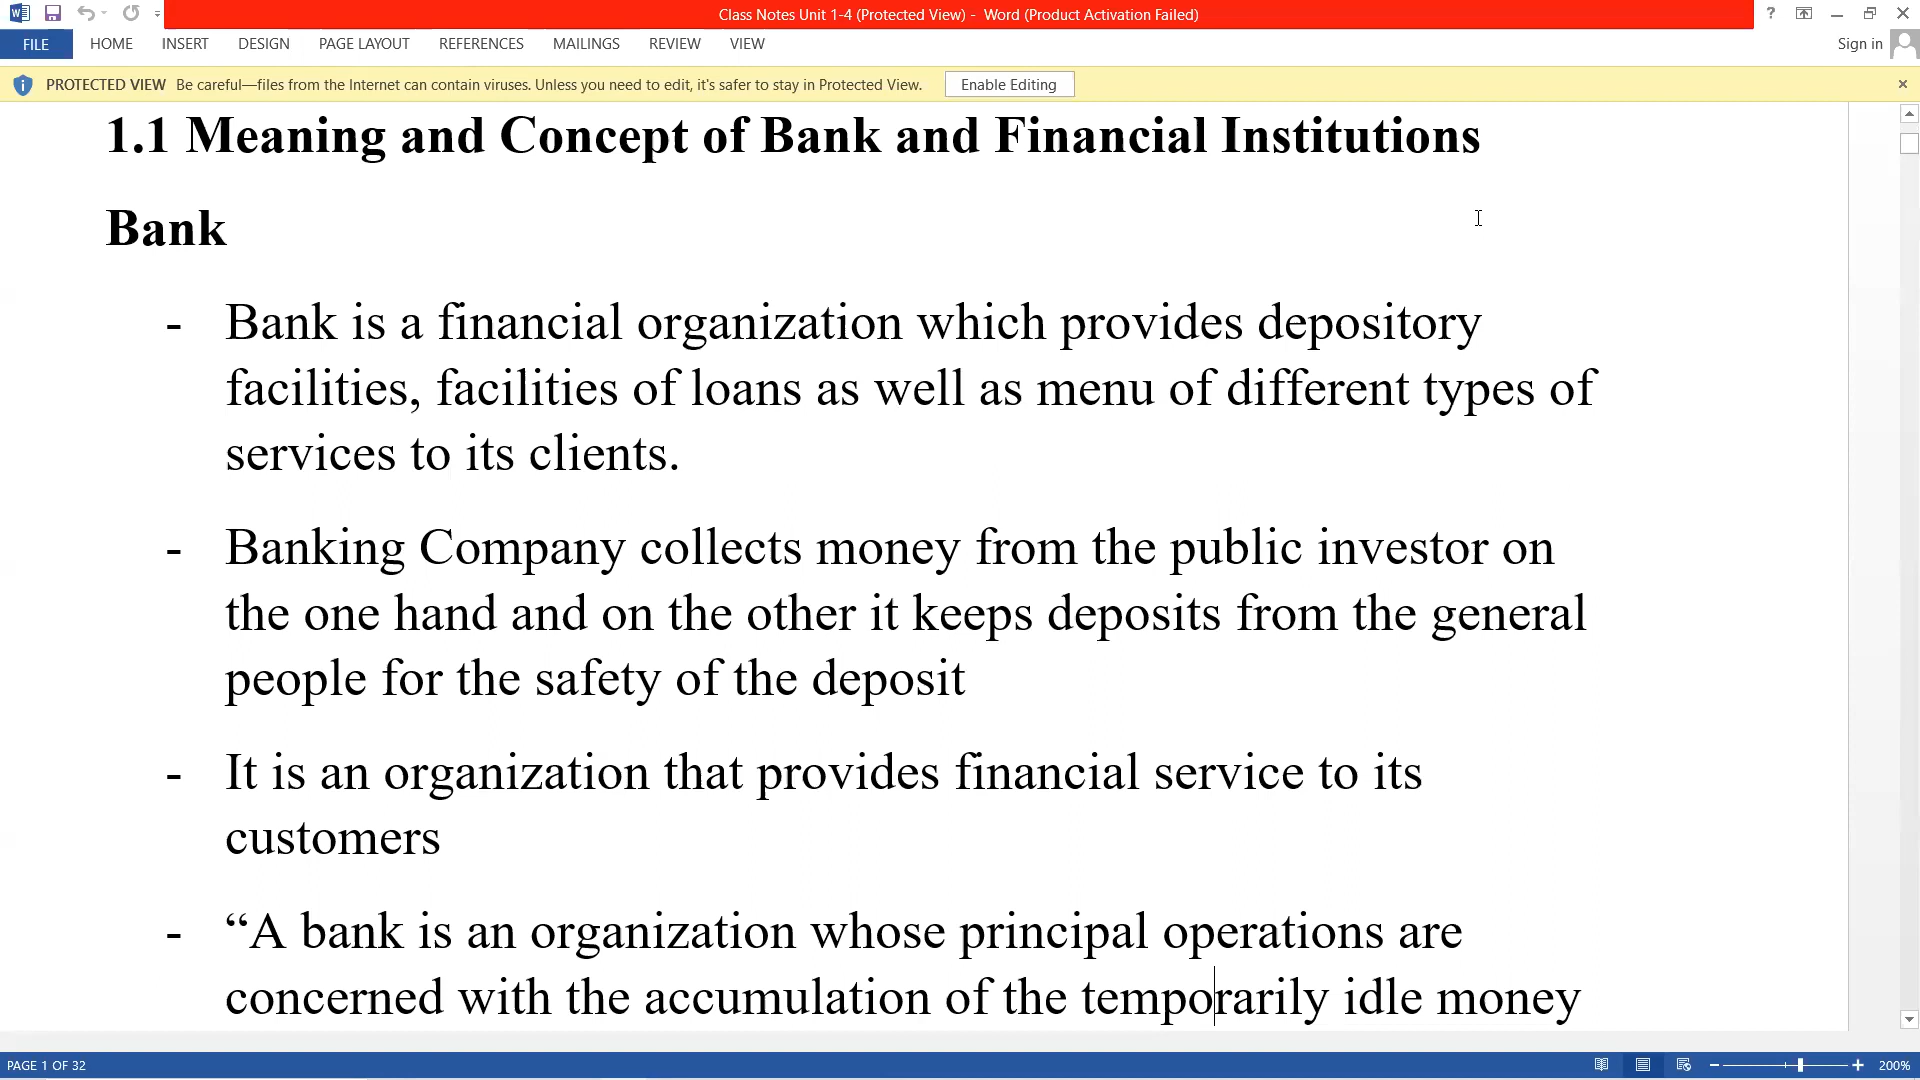 Class Notes Unit 1-4 (Protected View) - Word (Product Activation Failed)
FILE HOME INSERT DESIGN PAGE LAYOUT REFERENCES MAILINGS REVIEW VIEW Sign in
PROTECTED VIEW Be careful—files from the Internet can contain viruses. Unless you need to edit, it's safer to stay in Protected View. Enable Editing
1.1 Meaning and Concept of Bank and Financial Institutions
Bank
- Bank is a financial organization which provides depository
facilities, facilities of loans as well as menu of different types of
services to its clients.
- Banking Company collects money from the public investor on
the one hand and on the other it keeps deposits from the general
people for the safety of the deposit
- It is an organization that provides financial service to its
customers
- “A bank is an organization whose principal operations are
concerned with the accumulation of the temporarily idle money
PAGE 1 OF 32 200%